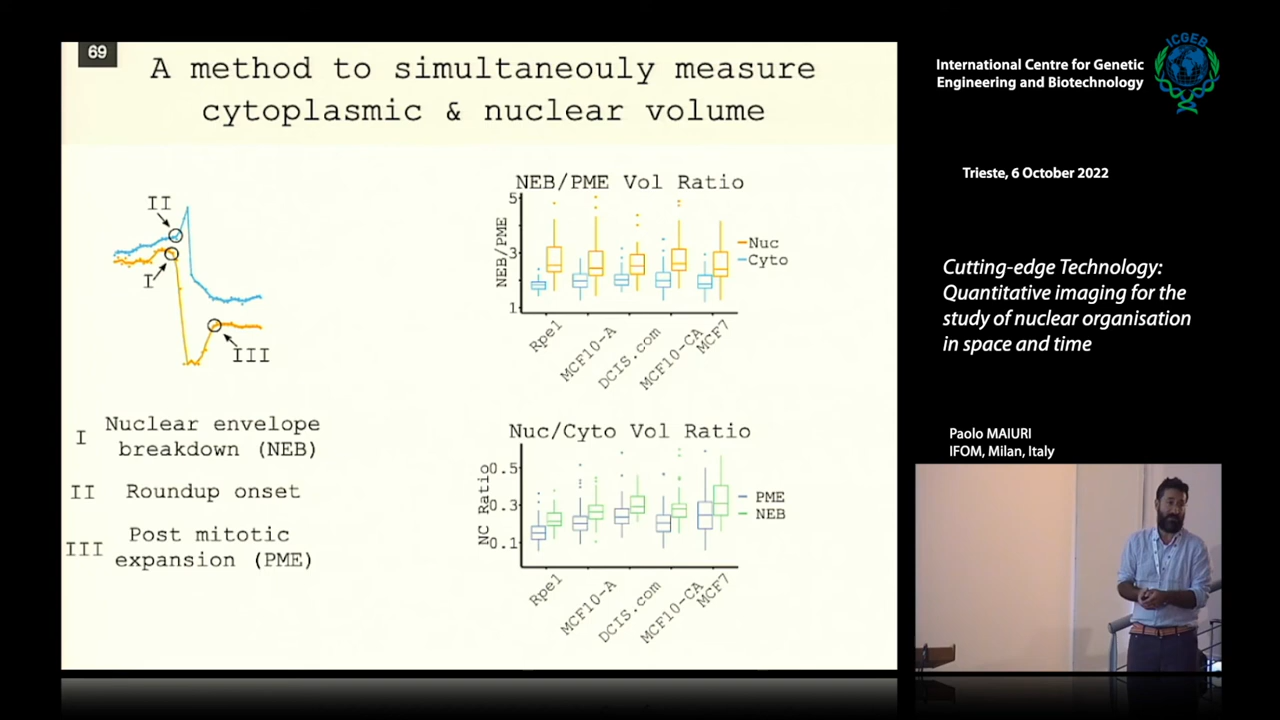 69
A method to simultaneouly measure
cytoplasmic & nuclear volume
II
I
III
I
Nuclear envelope
breakdown (NEB)
II
Roundup onset
III
Post mitotic
expansion (PME)
NEB/PME Vol Ratio
NEB/PME
5
3
1
Nuc
Cyto
Rpe1
MCF10-A
DCIS.com
MCF10-CA
MCF7
Nuc/Cyto Vol Ratio
NC Ratio
0.5
0.3
0.1
PME
NEB
Rpe1
MCF10-A
DCIS.com
MCF10-CA
MCF7
International Centre for Genetic
Engineering and Biotechnology
ICGEB
Trieste, 6 October 2022
Cutting-edge Technology:
Quantitative imaging for the
study of nuclear organisation
in space and time
Paolo MAIURI
IFOM, Milan, Italy